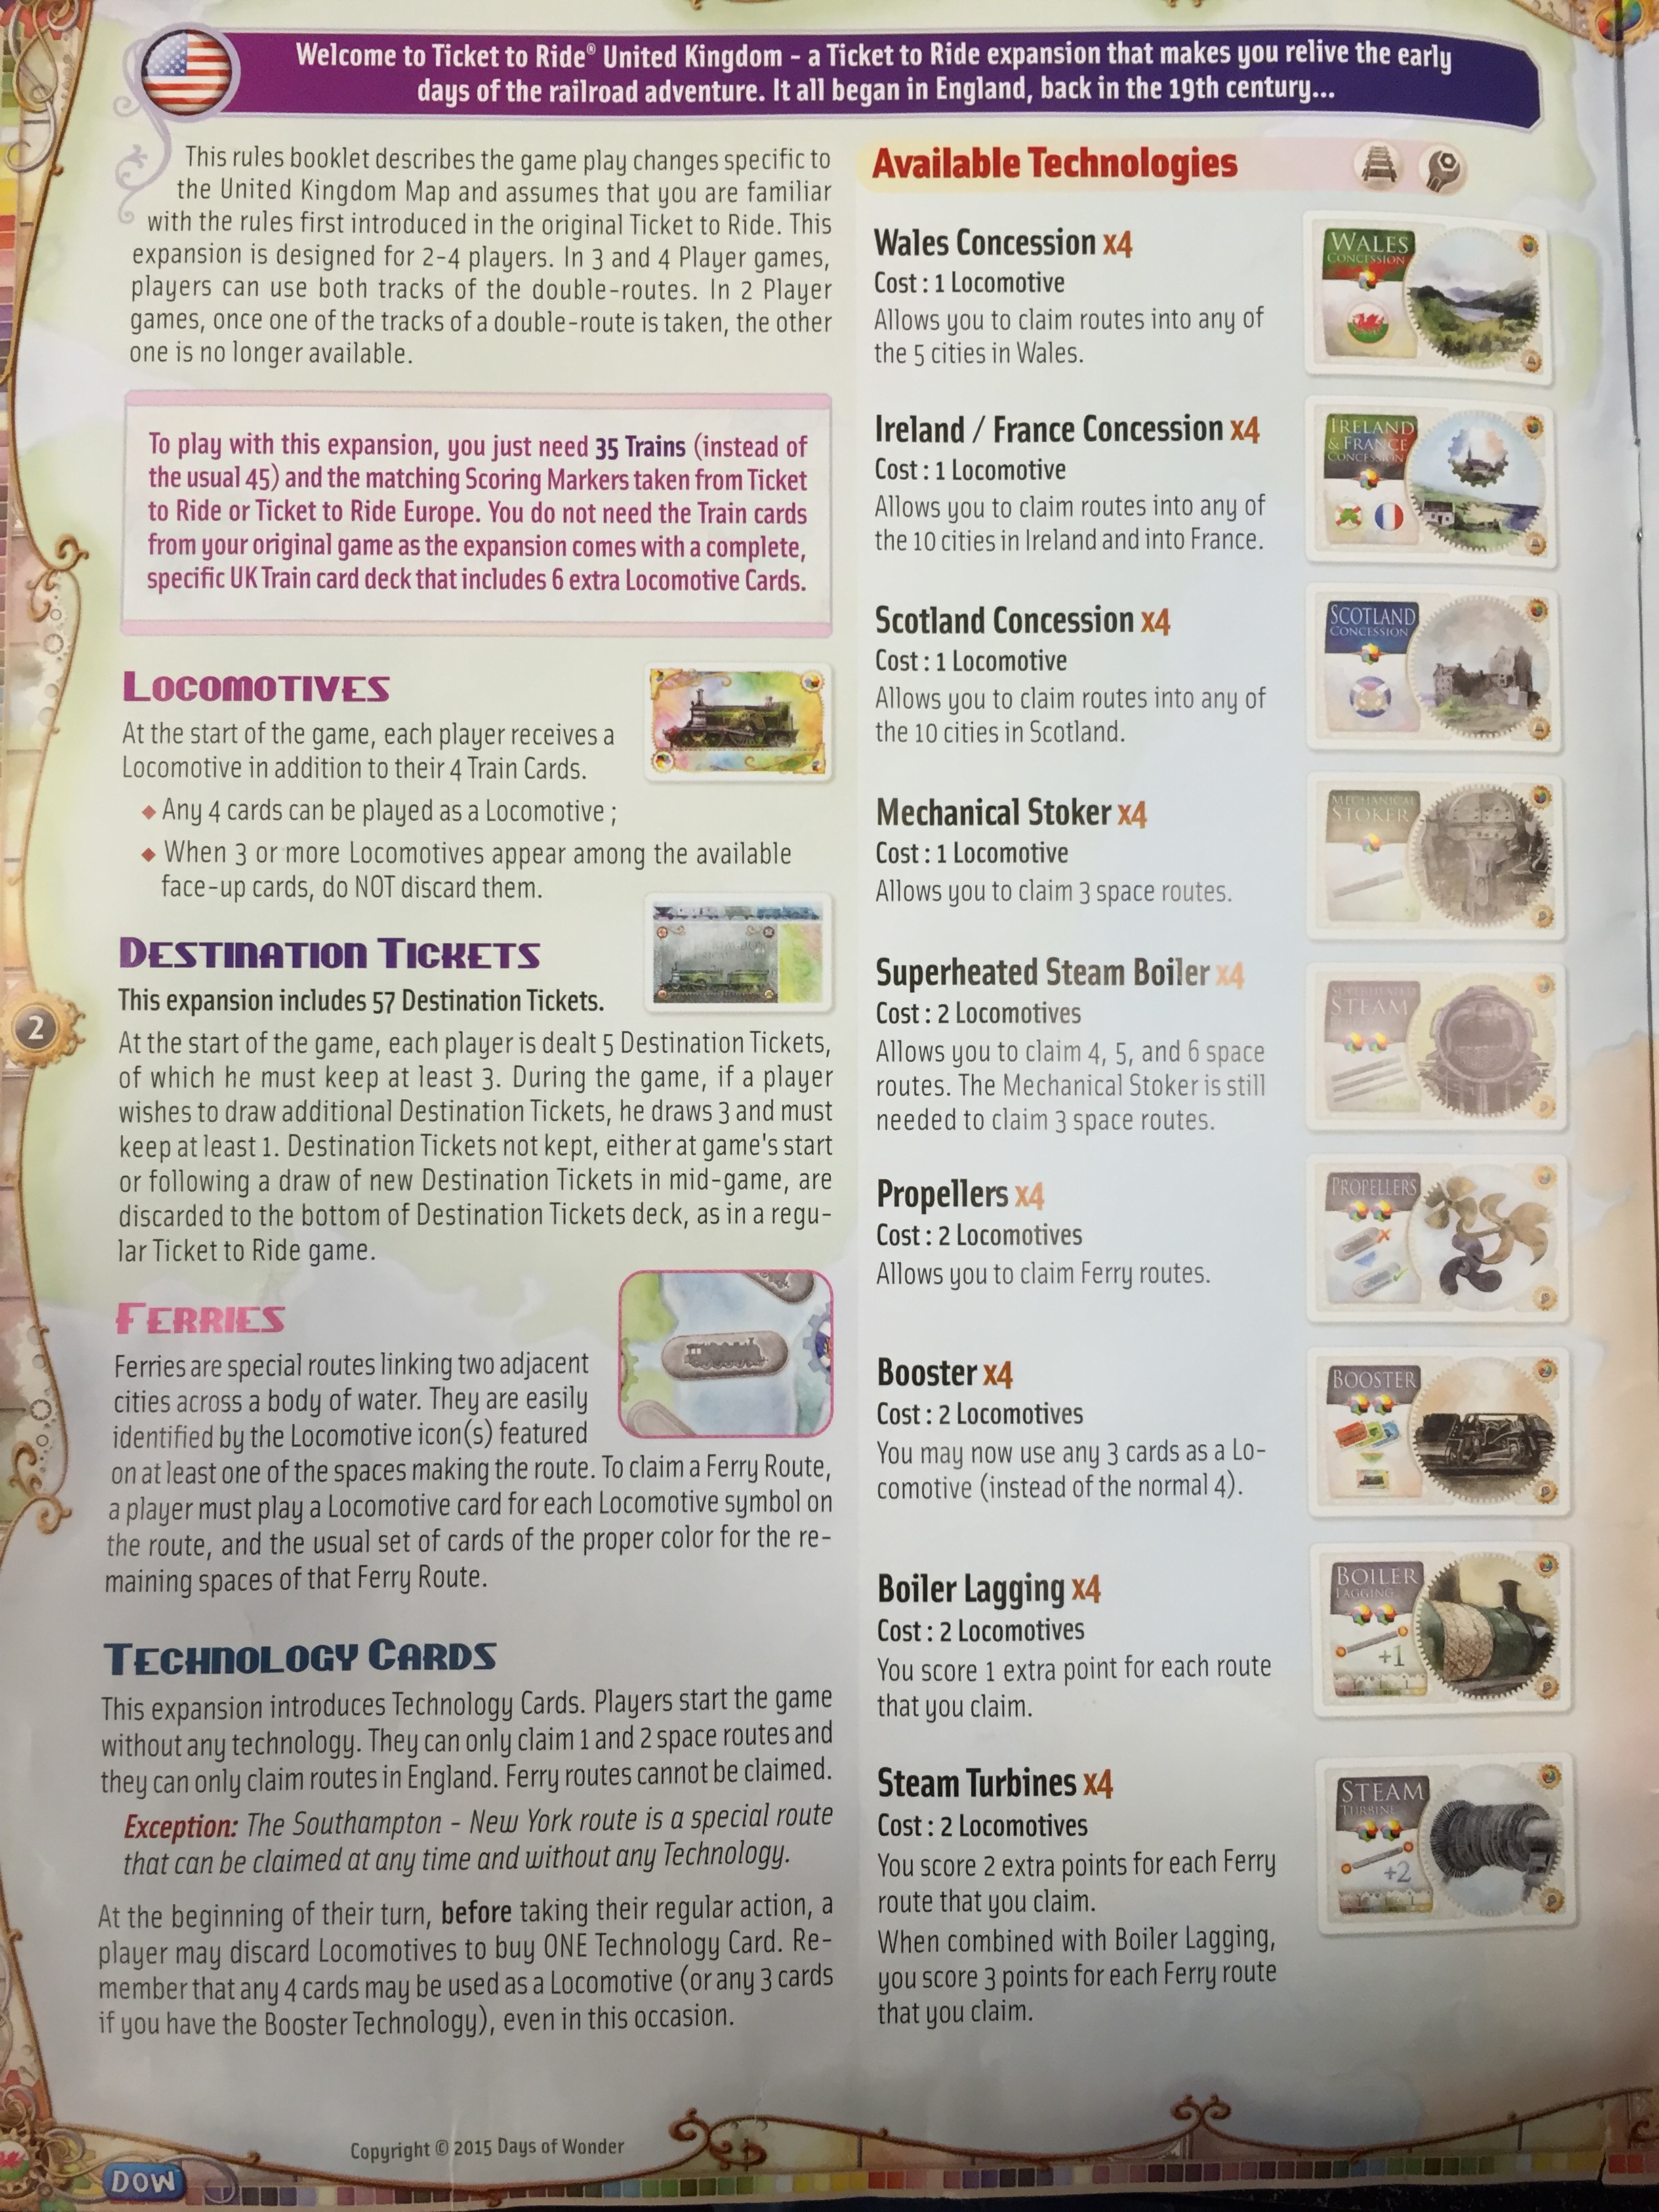 Welcome to Ticket to Ride® United Kingdom - a Ticket to Ride expansion that makes you relive the early
days of the railroad adventure. It all began in England, back in the 19th century...
This rules booklet describes the game play changes specific to
the United Kingdom Map and assumes that you are familiar
with the rules first introduced in the original Ticket to Ride. This
expansion is designed for 2-4 players. In 3 and 4 Player games,
players can use both tracks of the double-routes. In 2 Player
games, once one of the tracks of a double-route is taken, the other
one is no longer available.
To play with this expansion, you just need 35 Trains (instead of
the usual 45) and the matching Scoring Markers taken from Ticket
to Ride or Ticket to Ride Europe. You do not need the Train cards
from your original game as the expansion comes with a complete,
specific UK Train card deck that includes 6 extra Locomotive Cards.
LOCOMOTIVES
At the start of the game, each player receives a
Locomotive in addition to their 4 Train Cards.
◆ Any 4 cards can be played as a Locomotive ;
◆ When 3 or more Locomotives appear among the available
face-up cards, do NOT discard them.
DESTINATION TICKETS
This expansion includes 57 Destination Tickets.
At the start of the game, each player is dealt 5 Destination Tickets,
of which he must keep at least 3. During the game, if a player
wishes to draw additional Destination Tickets, he draws 3 and must
keep at least 1. Destination Tickets not kept, either at game's start
or following a draw of new Destination Tickets in mid-game, are
discarded to the bottom of Destination Tickets deck, as in a regu-
lar Ticket to Ride game.
2
FERRIES
Ferries are special routes linking two adjacent
cities across a body of water. They are easily
identified by the Locomotive icon(s) featured
on at least one of the spaces making the route. To claim a Ferry Route,
a player must play a Locomotive card for each Locomotive symbol on
the route, and the usual set of cards of the proper color for the re-
maining spaces of that Ferry Route.
TECHNOLOGY CARDS
This expansion introduces Technology Cards. Players start the game
without any technology. They can only claim 1 and 2 space routes and
they can only claim routes in England. Ferry routes cannot be claimed.
Exception: The Southampton - New York route is a special route
that can be claimed at any time and without any Technology.
At the beginning of their turn, before taking their regular action, a
player may discard Locomotives to buy ONE Technology Card. Re-
member that any 4 cards may be used as a Locomotive (or any 3 cards
if you have the Booster Technology), even in this occasion.
Available Technologies
Wales Concession x4
Cost : 1 Locomotive
Allows you to claim routes into any of
the 5 cities in Wales.
WALES
CONCESSION
Ireland / France Concession x4
Cost : 1 Locomotive
Allows you to claim routes into any of
the 10 cities in Ireland and into France.
IRELAND
& FRANCE
CONCESSION
Scotland Concession x4
Cost : 1 Locomotive
Allows you to claim routes into any of
the 10 cities in Scotland.
SCOTLAND
CONCESSION
Mechanical Stoker x4
Cost : 1 Locomotive
Allows you to claim 3 space routes.
MECHANICAL
STOKER
Superheated Steam Boiler x4
Cost : 2 Locomotives
Allows you to claim 4, 5, and 6 space
routes. The Mechanical Stoker is still
needed to claim 3 space routes.
SUPERHEATED
STEAM
Propellers x4
Cost : 2 Locomotives
Allows you to claim Ferry routes.
PROPELLERS
Booster x4
Cost : 2 Locomotives
You may now use any 3 cards as a Lo-
comotive (instead of the normal 4).
BOOSTER
Boiler Lagging x4
Cost : 2 Locomotives
You score 1 extra point for each route
that you claim.
BOILER
LAGGING
+1
Steam Turbines x4
Cost : 2 Locomotives
You score 2 extra points for each Ferry
route that you claim.
When combined with Boiler Lagging,
you score 3 points for each Ferry route
that you claim.
STEAM
TURBINE
+2
Copyright © 2015 Days of Wonder
DOW